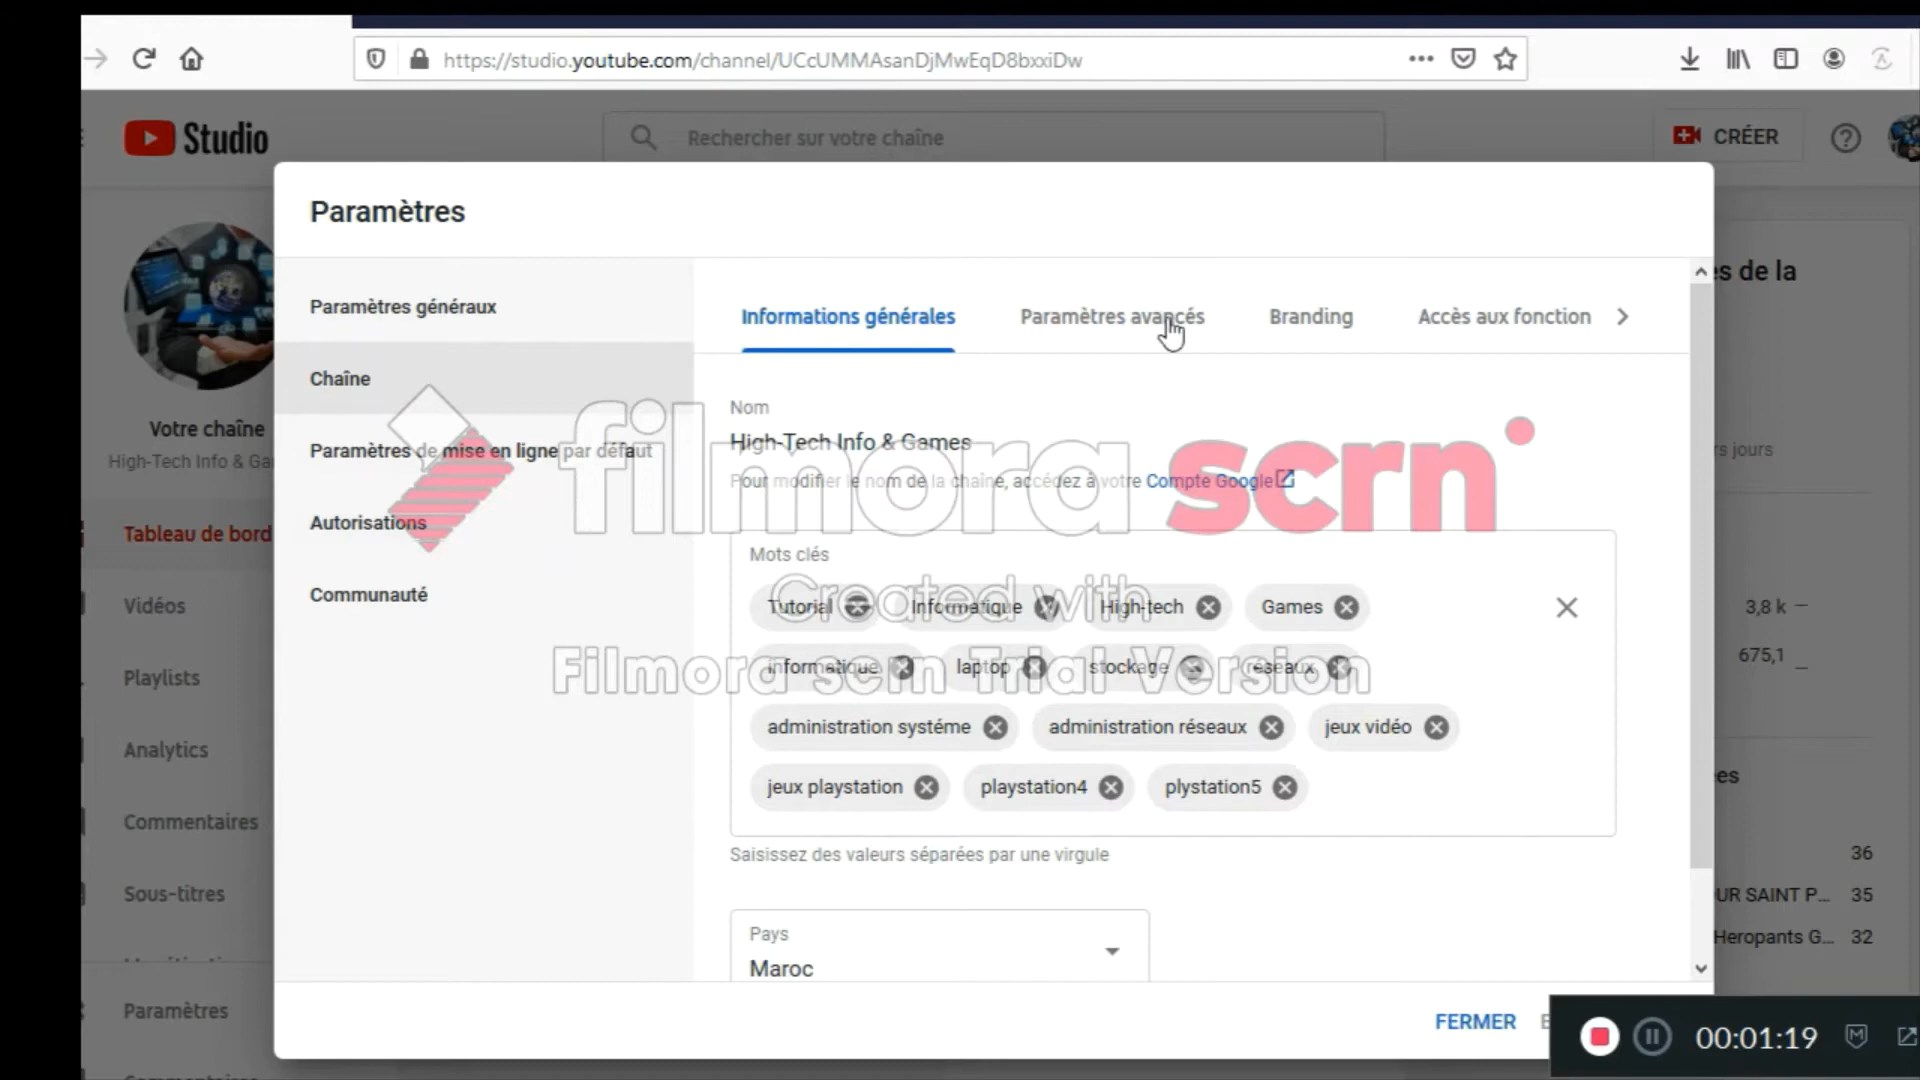 https://studio.youtube.com/channel/UCcUMMAsanDjMwEqD8bxxiDw
Studio
Rechercher sur votre chaîne
CRÉER
Paramètres
Paramètres généraux
Chaîne
Paramètres de mise en ligne par défaut
Autorisations
Communauté
Informations générales
Paramètres avancés
Branding
Accès aux fonction
Nom
High-Tech Info & Games
Pour modifier le nom de la chaîne, accédez à votre Compte Google
Mots clés
Tutorial
Informatique
High-tech
Games
informatique
laptop
stockage
réseaux
administration systéme
administration réseaux
jeux vidéo
jeux playstation
playstation4
plystation5
Saisissez des valeurs séparées par une virgule
Pays
Maroc
FERMER
filmora scrn
Created with
Filmora scrn Trial Version
Votre chaîne
High-Tech Info & Ga
Tableau de bord
Vidéos
Playlists
Analytics
Commentaires
Sous-titres
Paramètres
es de la
rs jours
3,8 k —
675,1 —
es
36
UR SAINT P... 35
Heropants G... 32
00:01:19